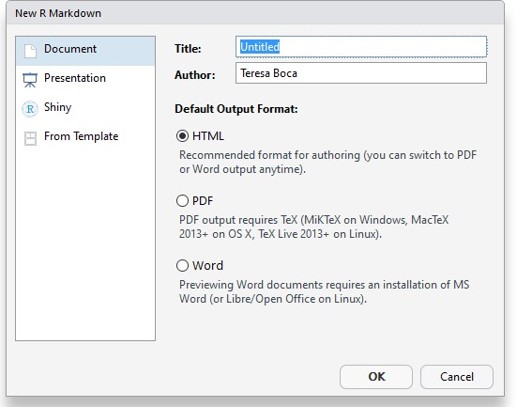 New R Markdown
Document
Presentation
R Shiny
From Template
Title: Untitled
Author: Teresa Boca
Default Output Format:
HTML
Recommended format for authoring (you can switch to PDF
or Word output anytime).
PDF
PDF output requires TeX (MiKTeX on Windows, MacTeX
2013+ on OS X, TeX Live 2013+ on Linux).
Word
Previewing Word documents requires an installation of MS
Word (or Libre/Open Office on Linux).
OK Cancel